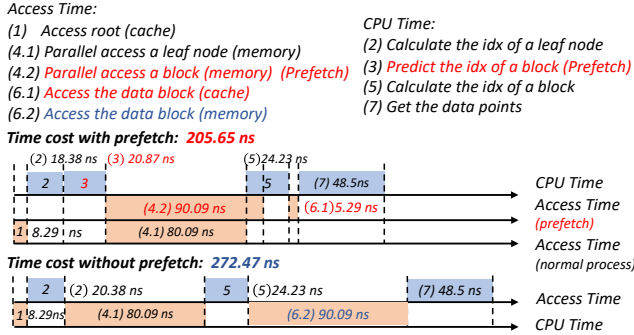 Access Time:
(1) Access root (cache)
(4.1) Parallel access a leaf node (memory)
(4.2) Parallel access a block (memory) (Prefetch)
(6.1) Access the data block (cache)
(6.2) Access the data block (memory)
CPU Time:
(2) Calculate the idx of a leaf node
(3) Predict the idx of a block (Prefetch)
(5) Calculate the idx of a block
(7) Get the data points
Time cost with prefetch: 205.65 ns
(2) 18.38 ns (3) 20.87 ns (5)24.23 ns
2 3 5 (7) 48.5ns CPU Time
(4.2) 90.09 ns (6.1)5.29 ns Access Time
(prefetch)
1 8.29 ns (4.1) 80.09 ns Access Time
(normal process)
Time cost without prefetch: 272.47 ns
2 (2) 20.38 ns 5 (5)24.23 ns (7) 48.5 ns Access Time
1 8.29ns (4.1) 80.09 ns (6.2) 90.09 ns CPU Time